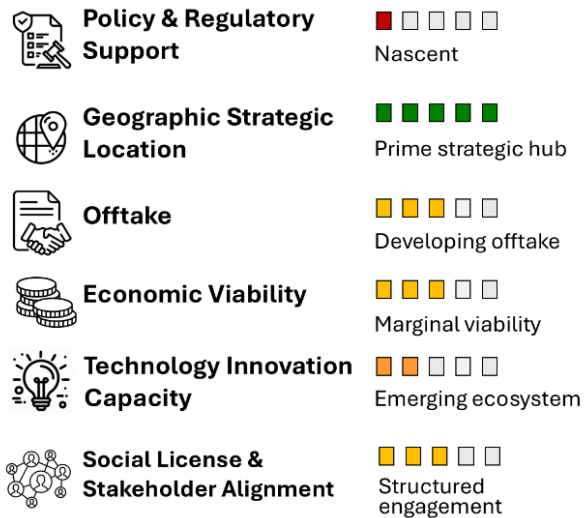 Policy & Regulatory
Support
Nascent
Geographic Strategic
Location
Prime strategic hub
Offtake
Developing offtake
Economic Viability
Marginal viability
Technology Innovation
Capacity
Emerging ecosystem
Social License &
Stakeholder Alignment
Structured
engagement